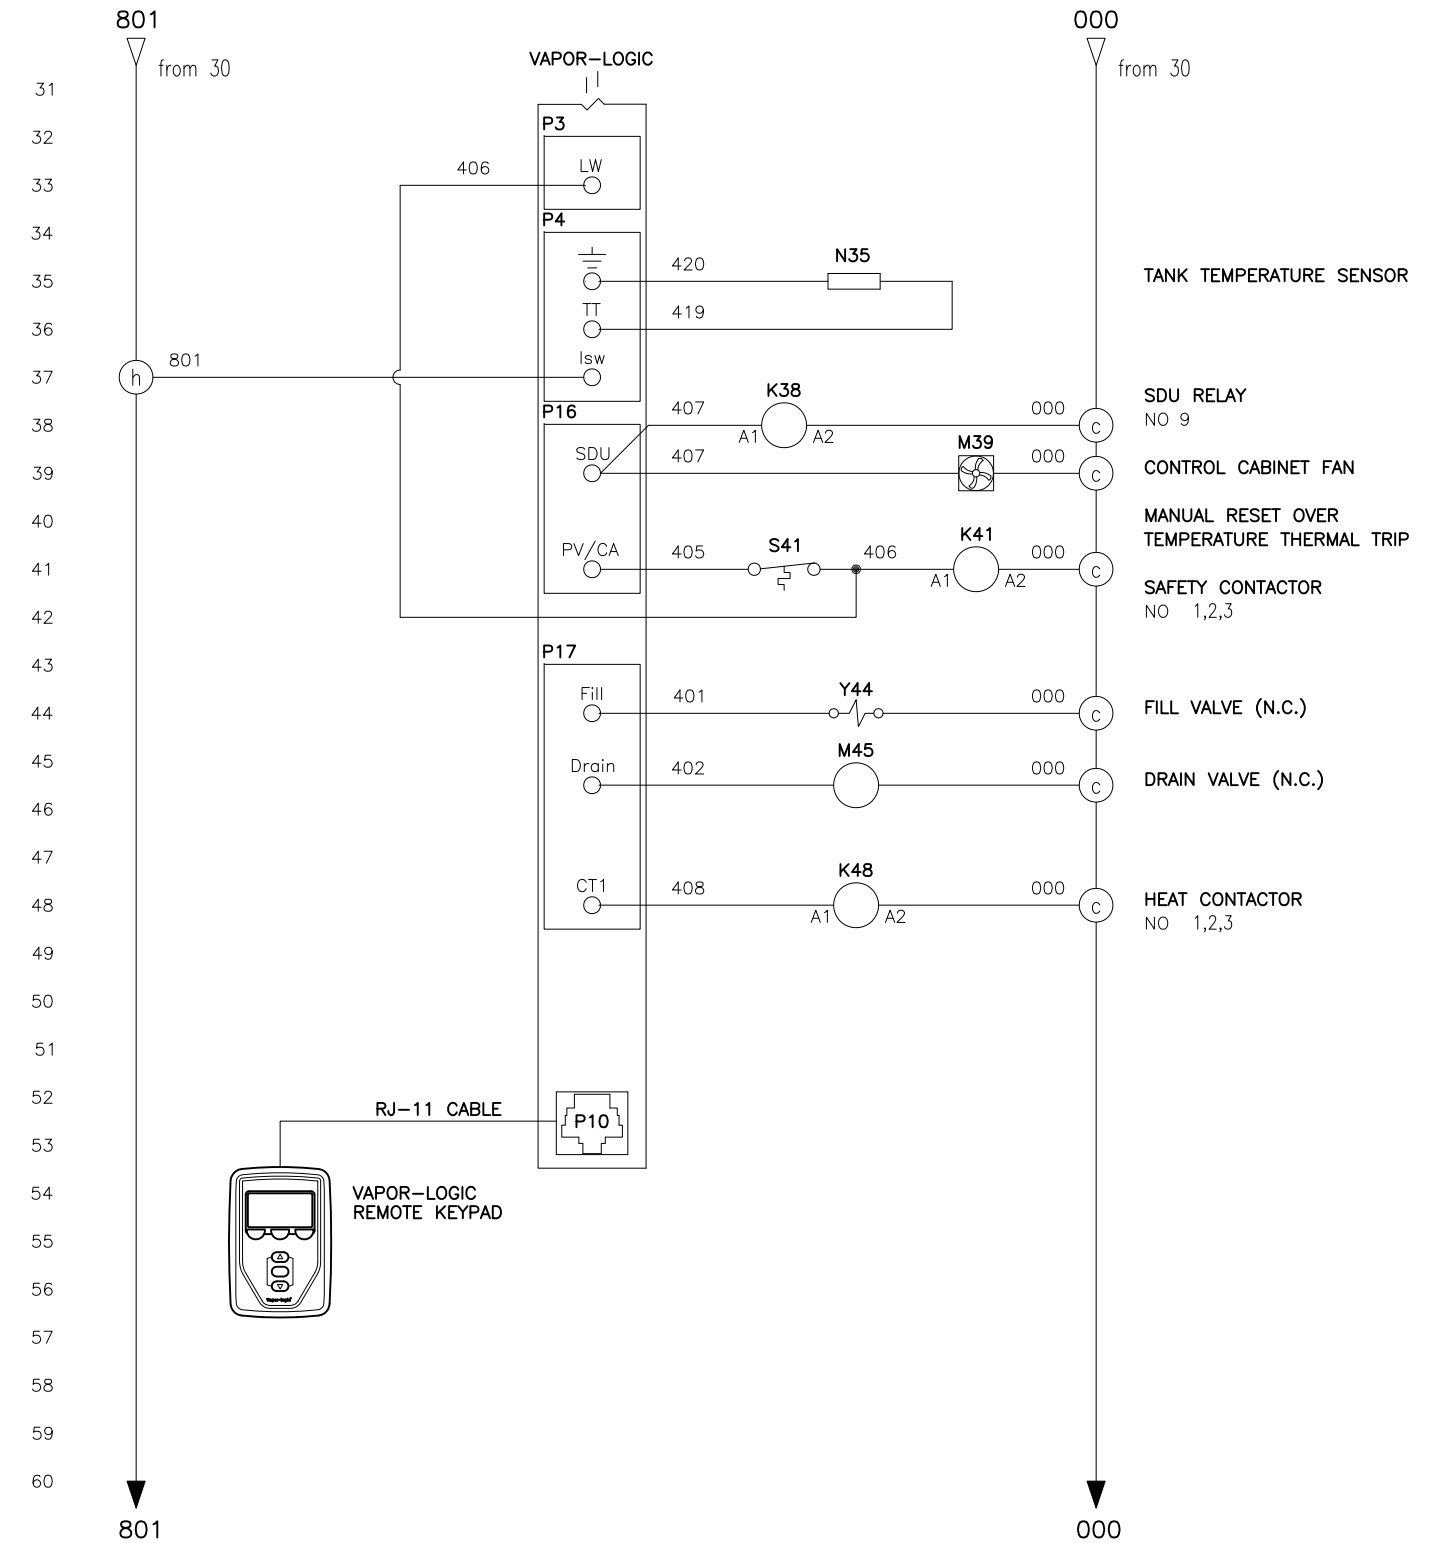 801
000
from 30
from 30
VAPOR-LOGIC
31
32
P3
LW
406
33
34
P4
420
N35
35
TANK TEMPERATURE SENSOR
TT
419
36
Isw
801
37
h
P16
407
K38
000
SDU RELAY
NO 9
38
A1
A2
c
SDU
407
M39
000
39
c
CONTROL CABINET FAN
40
MANUAL RESET OVER
TEMPERATURE THERMAL TRIP
PV/CA
405
S41
406
K41
000
41
A1
A2
c
SAFETY CONTACTOR
NO 1,2,3
42
43
P17
Fill
401
Y44
000
44
c
FILL VALVE (N.C.)
45
Drain
402
M45
000
c
DRAIN VALVE (N.C.)
46
47
CT1
408
K48
000
48
A1
A2
c
HEAT CONTACTOR
NO 1,2,3
49
50
51
52
RJ-11 CABLE
P10
53
54
VAPOR-LOGIC
REMOTE KEYPAD
55
56
Vapor-logic
57
58
59
60
801
000